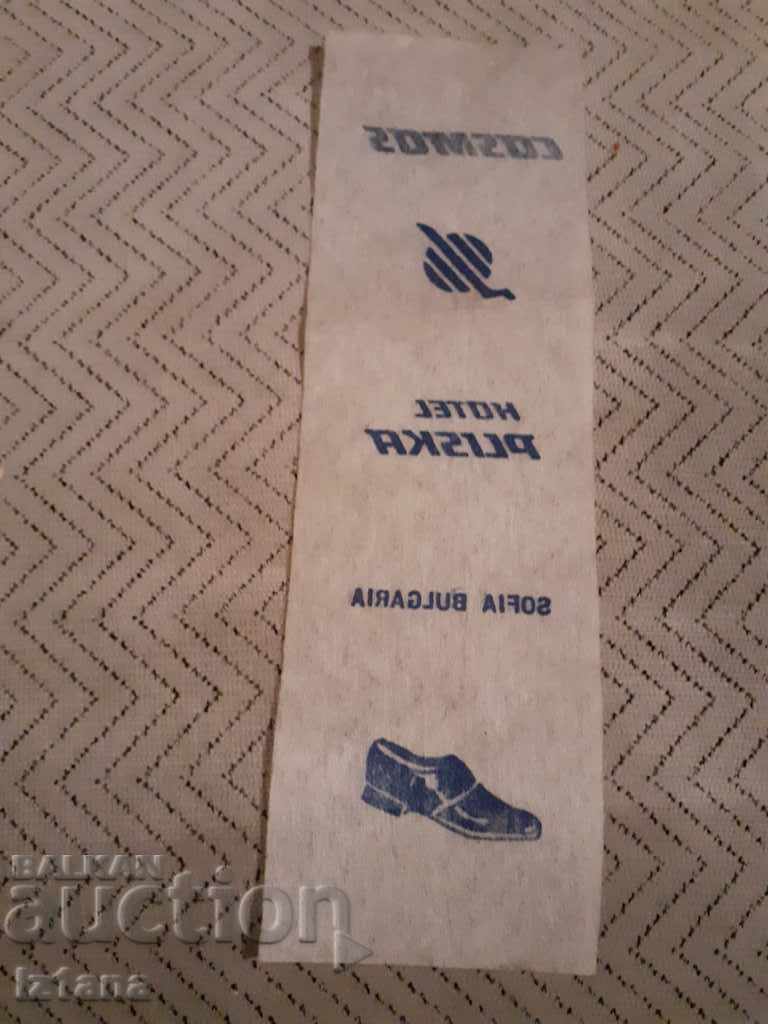 COSMOS
HOTEL
PLISKA
SOFIA BULGARIA
BALKAN
auction
Iztana